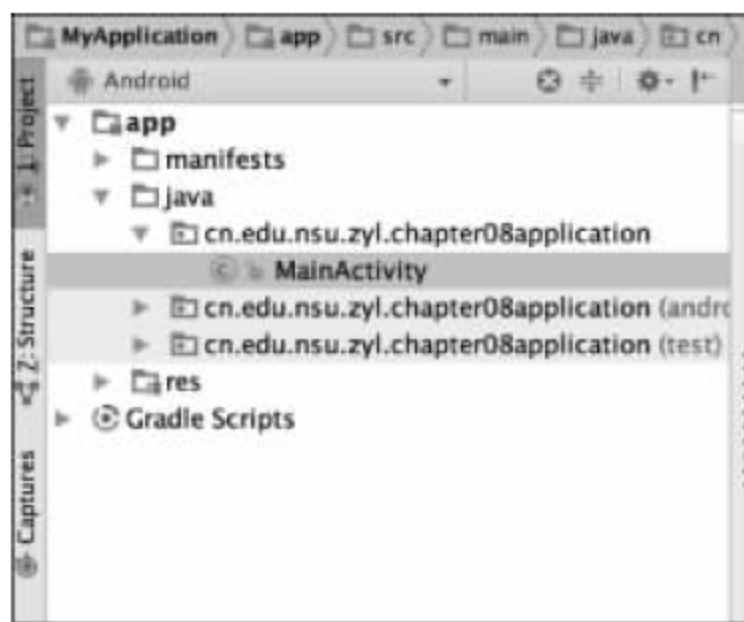 MyApplication app src main java cn
Android
app
manifests
java
cn.edu.nsu.zyl.chapter08application
MainActivity
cn.edu.nsu.zyl.chapter08application (andro
cn.edu.nsu.zyl.chapter08application (test)
res
Gradle Scripts
1: Project
Z: Structure
Captures